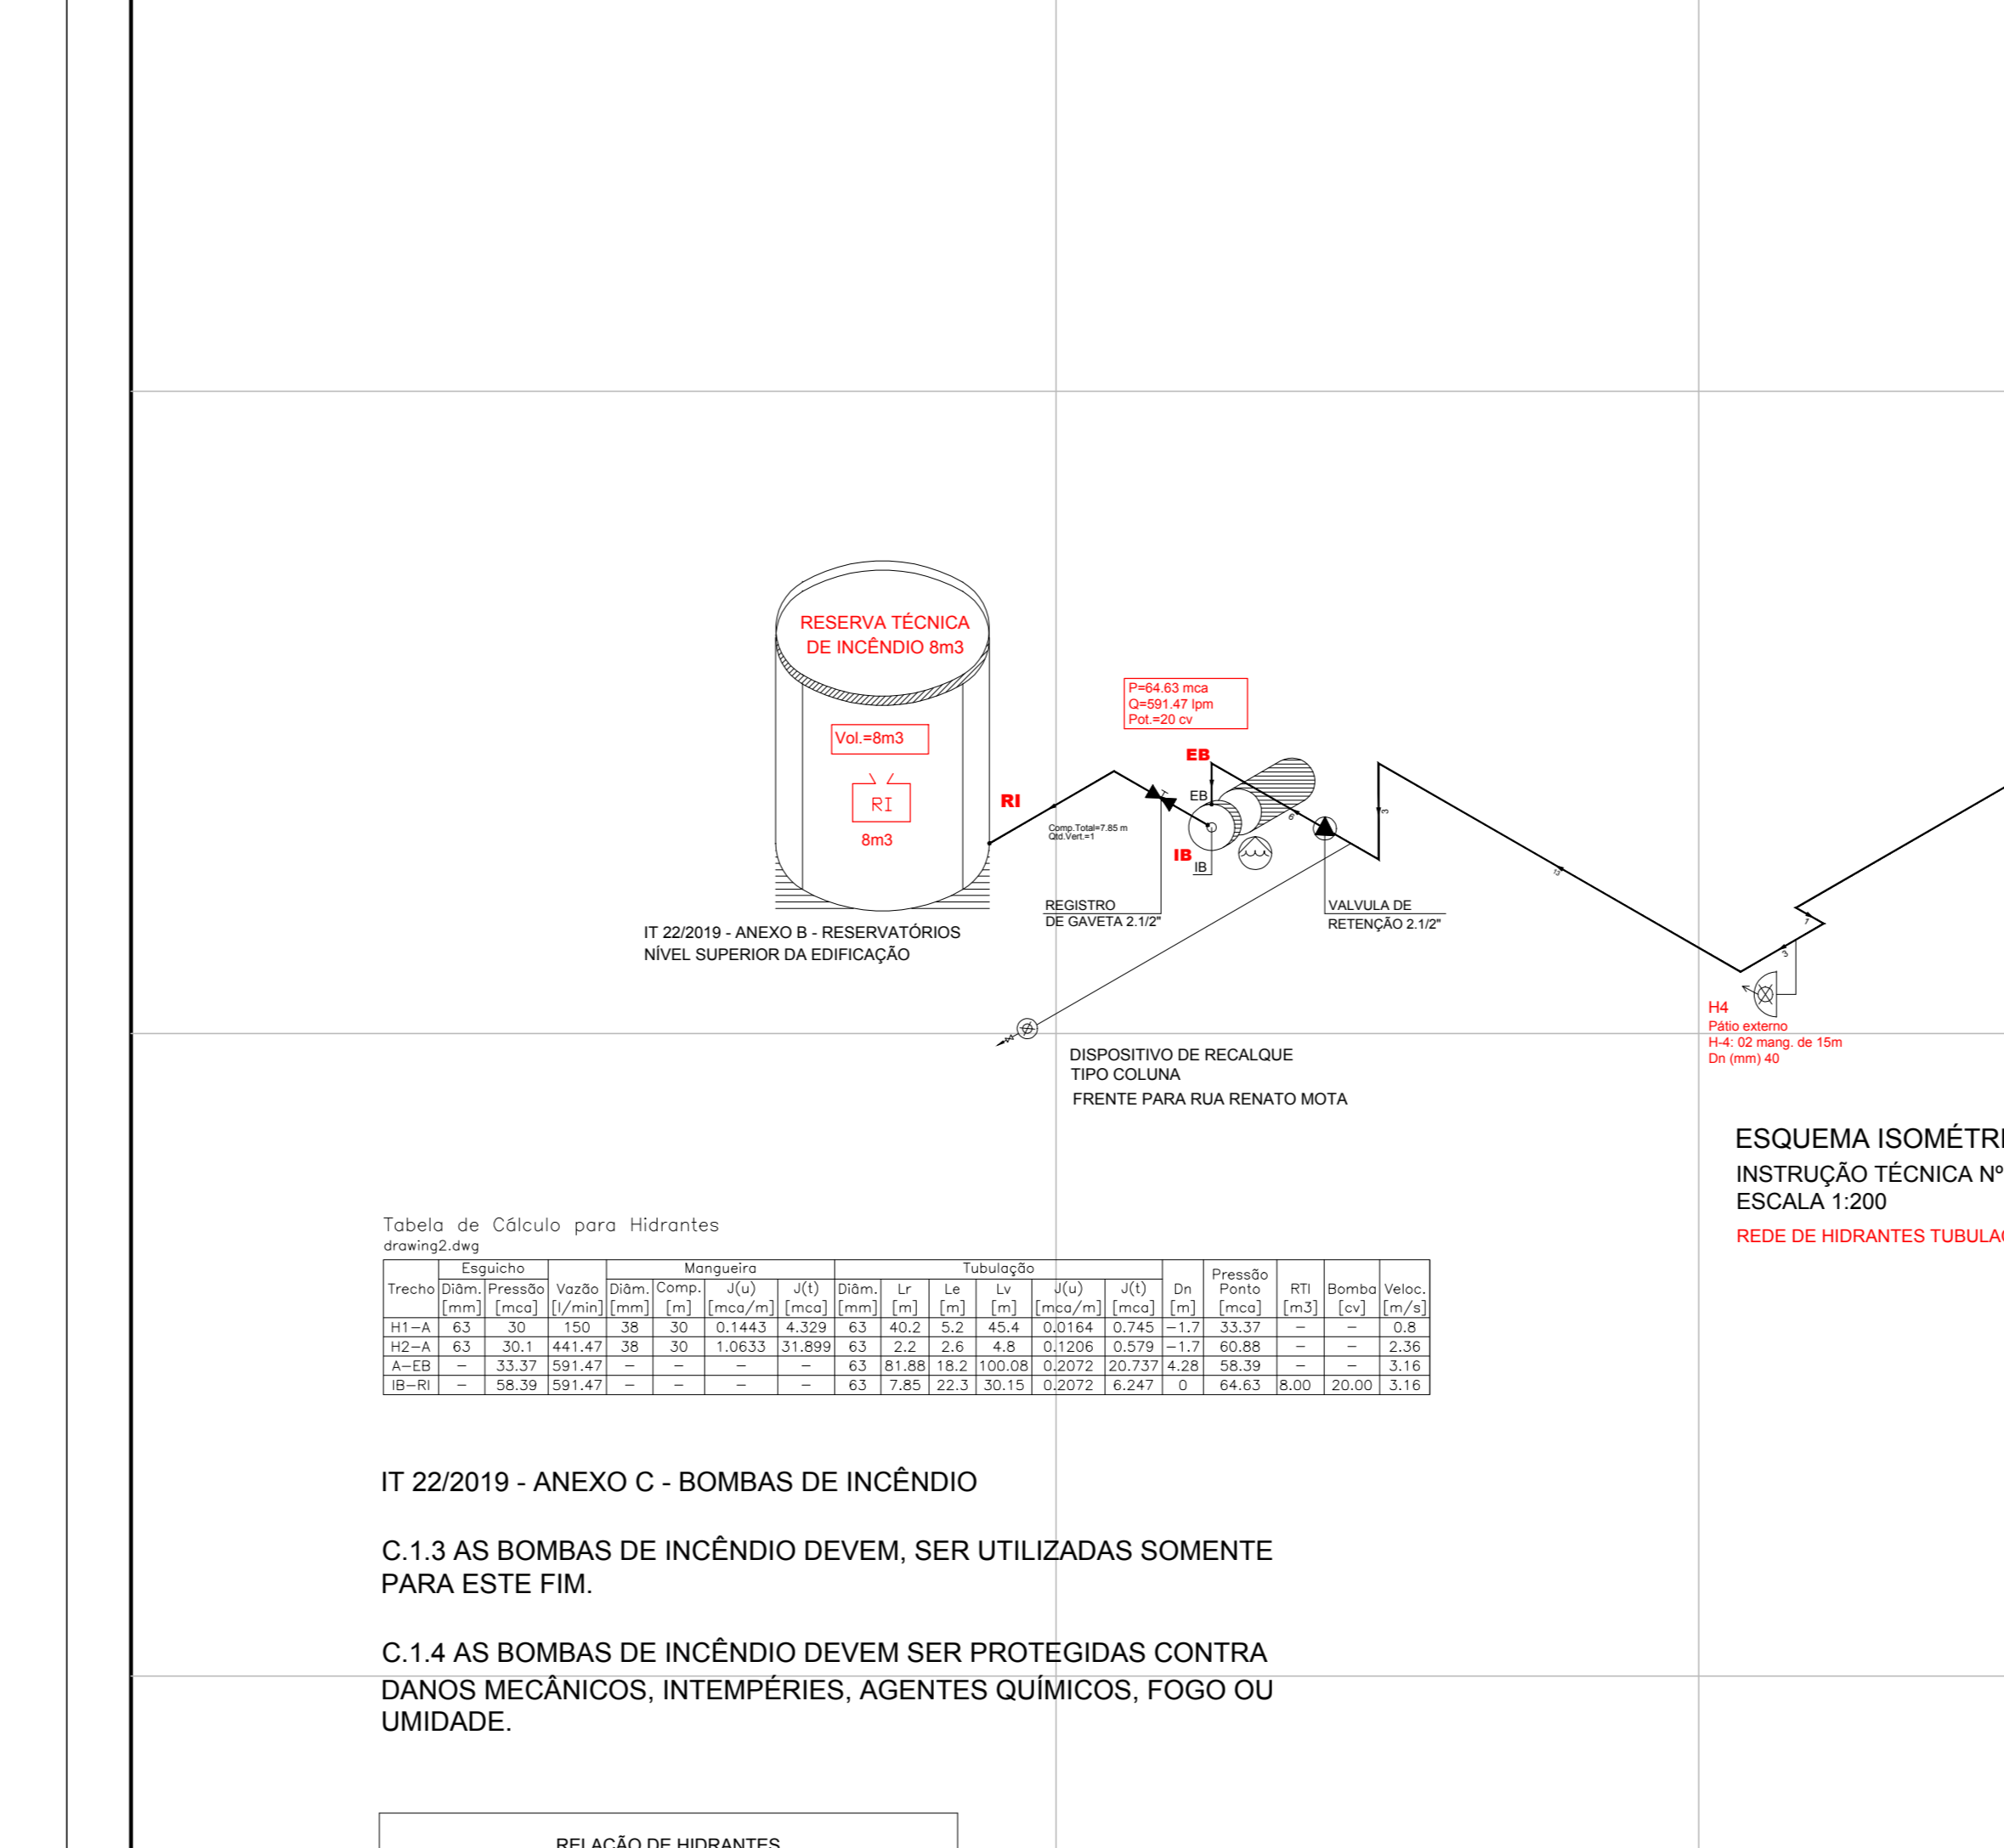 RESERVA TÉCNICA
DE INCÊNDIO 8m3
Vol.=8m3
RI
8m3
RI
P=64.63 mca
Q=591.47 lpm
Pot.=20 cv
EB
EB
IB
IB
Comp.Total=7.85 m
Qtd.Vert.=1
6
3
13
1
3
REGISTRO
DE GAVETA 2.1/2"
VALVULA DE
RETENÇÃO 2.1/2"
IT 22/2019 - ANEXO B - RESERVATÓRIOS
NÍVEL SUPERIOR DA EDIFICAÇÃO
H4
Pátio externo
H-4: 02 mang. de 15m
Dn (mm) 40
DISPOSITIVO DE RECALQUE
TIPO COLUNA
FRENTE PARA RUA RENATO MOTA
ESQUEMA ISOMÉTR
INSTRUÇÃO TÉCNICA Nº
ESCALA 1:200
REDE DE HIDRANTES TUBULAÇ
Tabela de Cálculo para Hidrantes
drawing2.dwg
Esguicho Mangueira Tubulação
Trecho Diâm. Pressão Vazão Diâm. Comp. J(u) J(t) Diâm. Lr Le Lv J(u) J(t) Dn Pressão Ponto RTI Bomba Veloc.
[mm] [mca] [l/min] [mm] [m] [mca/m] [mca] [mm] [m] [m] [m] [mca/m] [mca] [m] [mca] [m3] [cv] [m/s]
H1-A 63 30 150 38 30 0.1443 4.329 63 40.2 5.2 45.4 0.0164 0.745 -1.7 33.37 - - 0.8
H2-A 63 30.1 441.47 38 30 1.0633 31.899 63 2.2 2.6 4.8 0.1206 0.579 -1.7 60.88 - - 2.36
A-EB - 33.37 591.47 - - - - 63 81.88 18.2 100.08 0.2072 20.737 4.28 58.39 - - 3.16
IB-RI - 58.39 591.47 - - - - 63 7.85 22.3 30.15 0.2072 6.247 0 64.63 8.00 20.00 3.16
IT 22/2019 - ANEXO C - BOMBAS DE INCÊNDIO
C.1.3 AS BOMBAS DE INCÊNDIO DEVEM, SER UTILIZADAS SOMENTE
PARA ESTE FIM.
C.1.4 AS BOMBAS DE INCÊNDIO DEVEM SER PROTEGIDAS CONTRA
DANOS MECÂNICOS, INTEMPÉRIES, AGENTES QUÍMICOS, FOGO OU
UMIDADE.
RELAÇÃO DE HIDRANTES